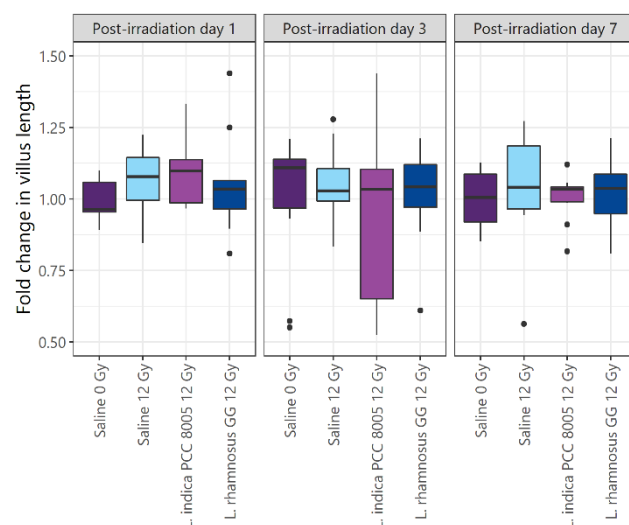 Post-irradiation day 1
Post-irradiation day 3
Post-irradiation day 7
Fold change in villus length
1.50
1.25
1.00
0.75
0.50
Saline 0 Gy
Saline 12 Gy
indica PCC 8005 12 Gy
L. rhamnosus GG 12 Gy
Saline 0 Gy
Saline 12 Gy
indica PCC 8005 12 Gy
L. rhamnosus GG 12 Gy
Saline 0 Gy
Saline 12 Gy
indica PCC 8005 12 Gy
L. rhamnosus GG 12 Gy